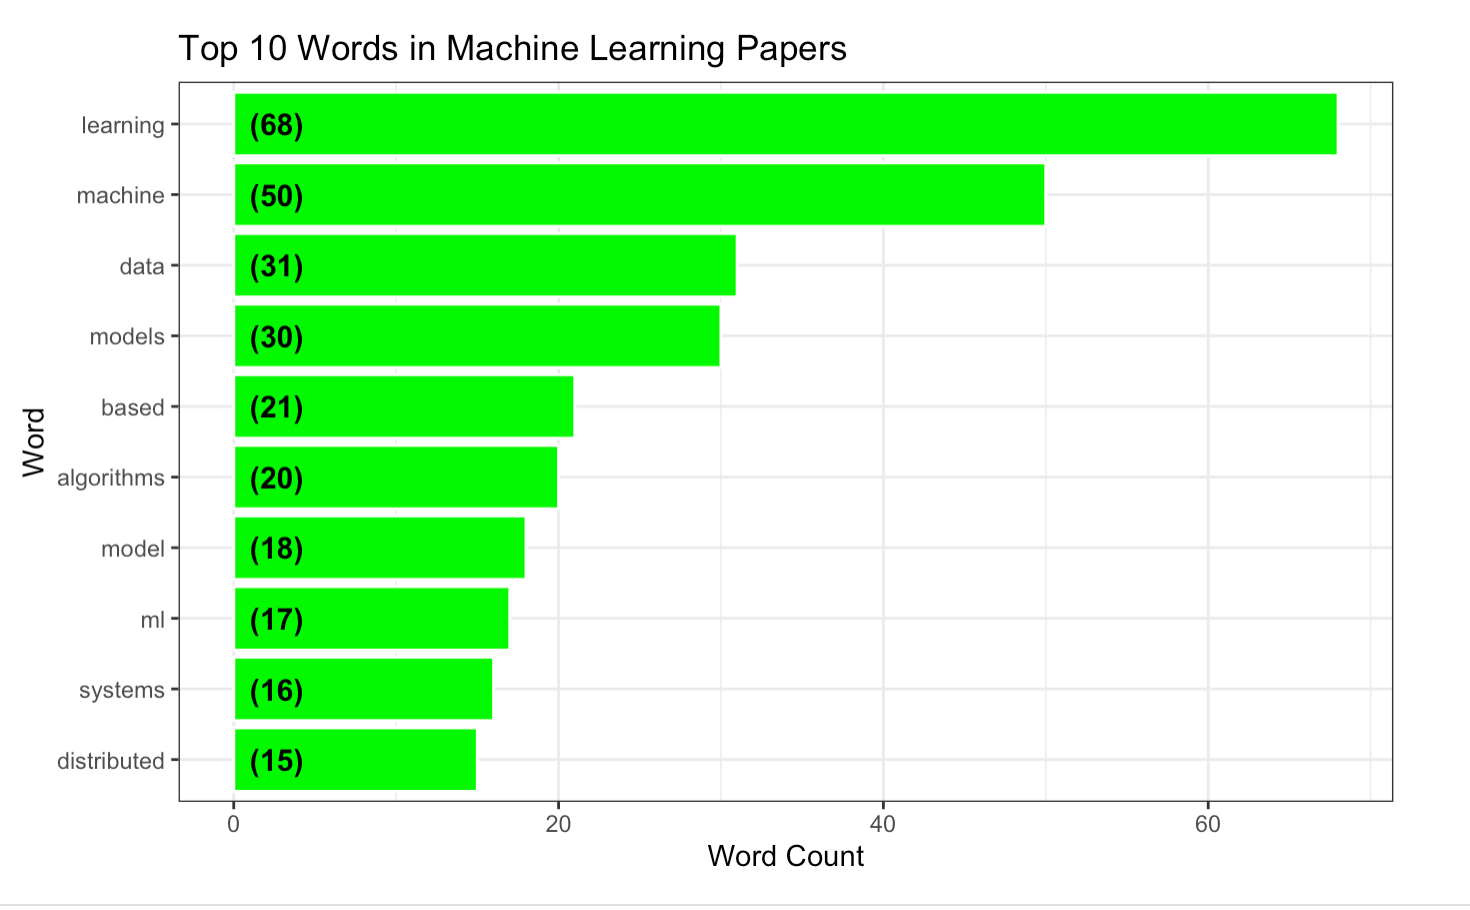 Top 10 Words in Machine Learning Papers
learning (68)
machine (50)
data (31)
models (30)
based (21)
Word
algorithms (20)
model (18)
ml (17)
systems (16)
distributed (15)
0 20 40 60
Word Count